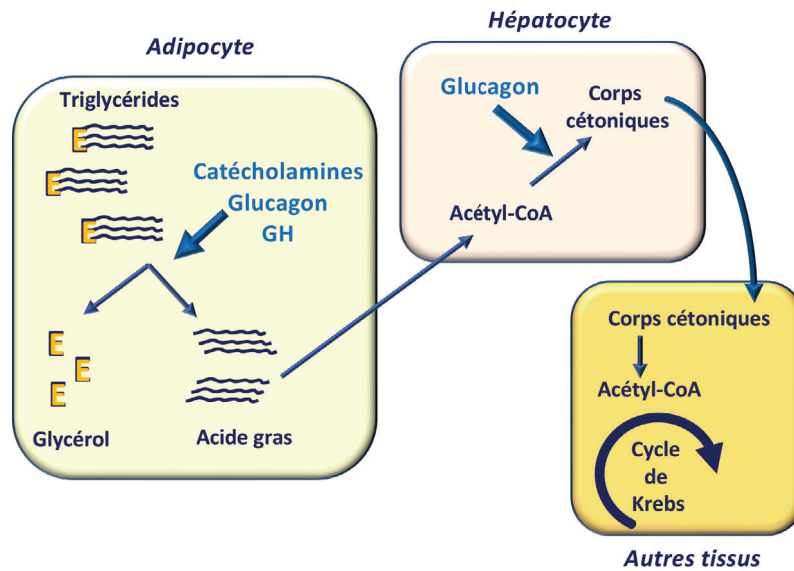 Adipocyte
Triglycérides
E
E
E
Catécholamines
Glucagon
GH
E
E
E
Glycérol
Acide gras
Hépatocyte
Glucagon
Corps
cétoniques
Acétyl-CoA
Corps cétoniques
Acétyl-CoA
Cycle
de
Krebs
Autres tissus